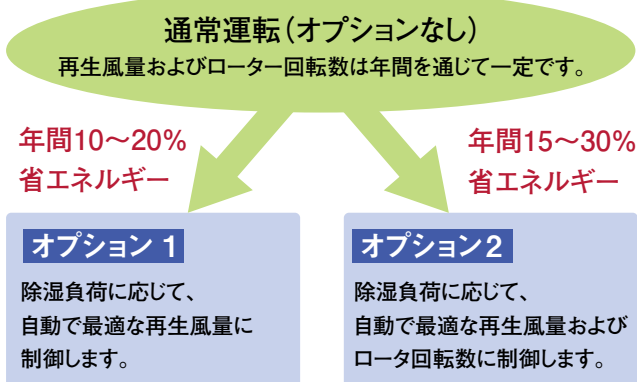 通常運転（オプションなし）
再生風量およびローター回転数は年間を通じて一定です。
年間10～20%
省エネルギー
年間15～30%
省エネルギー
オプション 1
除湿負荷に応じて、
自動で最適な再生風量に
制御します。
オプション2
除湿負荷に応じて、
自動で最適な再生風量および
ロータ回転数に制御します。